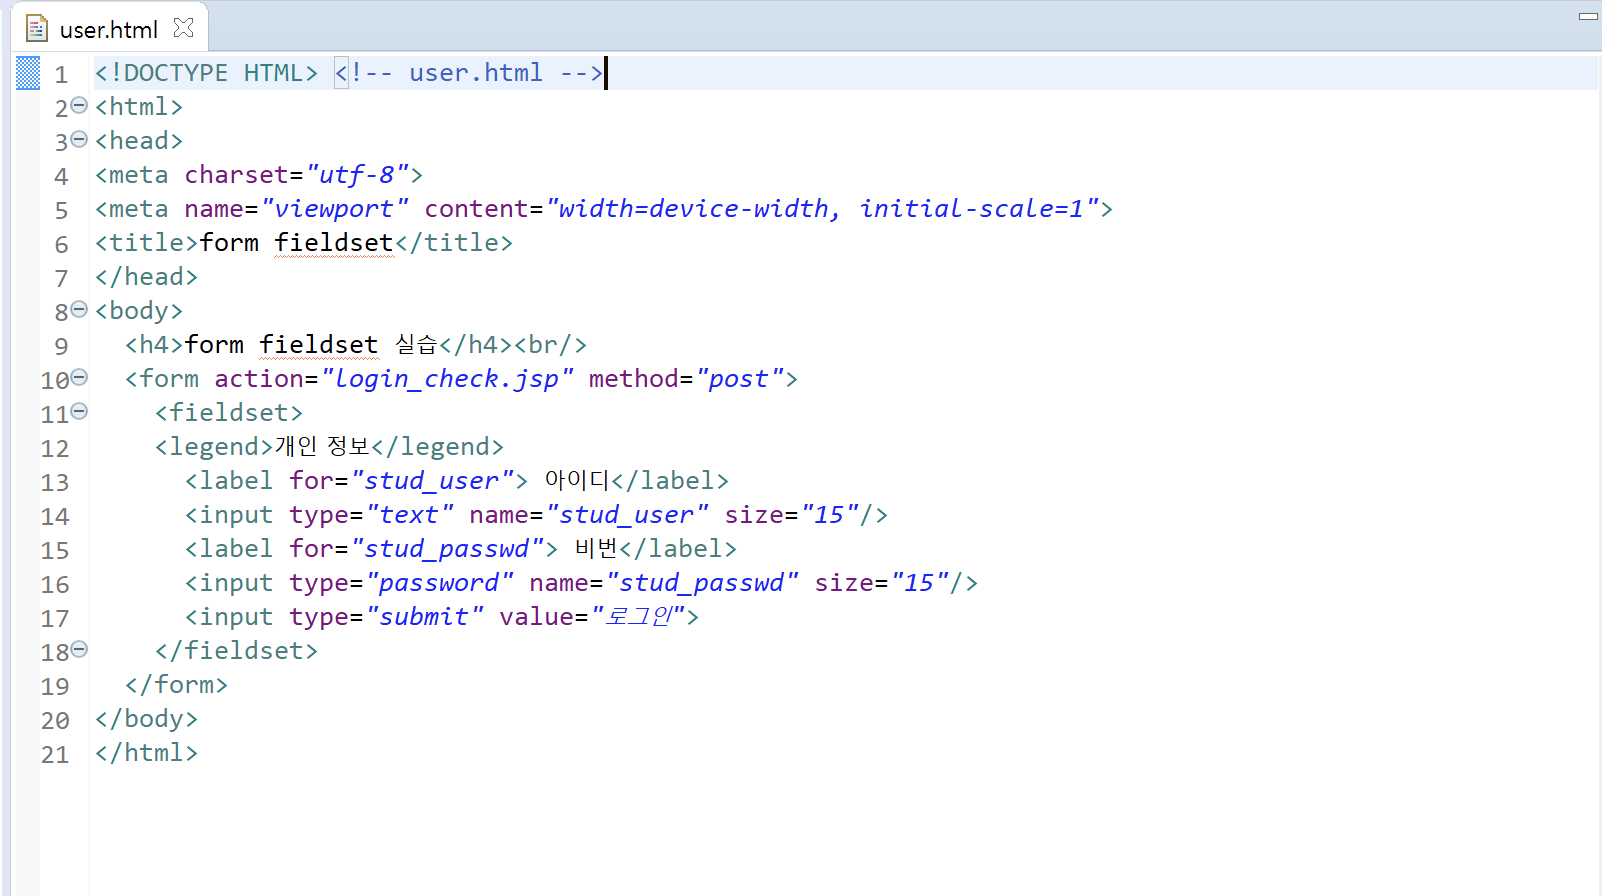 user.html
1 <!DOCTYPE HTML> <!-- user.html -->
2 <html>
3 <head>
4 <meta charset="utf-8">
5 <meta name="viewport" content="width=device-width, initial-scale=1">
6 <title>form fieldset</title>
7 </head>
8 <body>
9   <h4>form fieldset 실습</h4><br/>
10   <form action="login_check.jsp" method="post">
11     <fieldset>
12     <legend>개인 정보</legend>
13       <label for="stud_user"> 아이디</label>
14       <input type="text" name="stud_user" size="15"/>
15       <label for="stud_passwd"> 비번</label>
16       <input type="password" name="stud_passwd" size="15"/>
17       <input type="submit" value="로그인">
18     </fieldset>
19   </form>
20 </body>
21 </html>